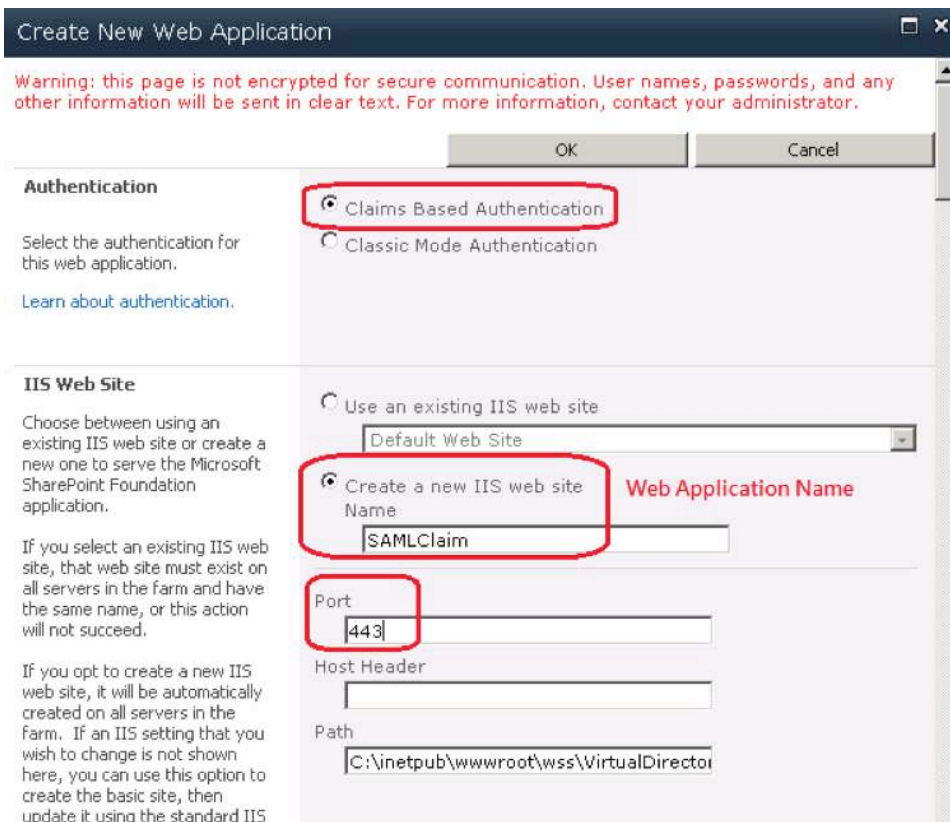 Create New Web Application
Warning: this page is not encrypted for secure communication. User names, passwords, and any
other information will be sent in clear text. For more information, contact your administrator.
OK
Cancel
Authentication
Select the authentication for
this web application.
Learn about authentication.
Claims Based Authentication
Classic Mode Authentication
IIS Web Site
Choose between using an
existing IIS web site or create a
new one to serve the Microsoft
SharePoint Foundation
application.
If you select an existing IIS web
site, that web site must exist on
all servers in the farm and have
the same name, or this action
will not succeed.
If you opt to create a new IIS
web site, it will be automatically
created on all servers in the
farm. If an IIS setting that you
wish to change is not shown
here, you can use this option to
create the basic site, then
update it using the standard IIS
Use an existing IIS web site
Default Web Site
Create a new IIS web site
Web Application Name
Name
SAMLClaim
Port
443
Host Header
Path
C:\inetpub\wwwroot\wss\VirtualDirector